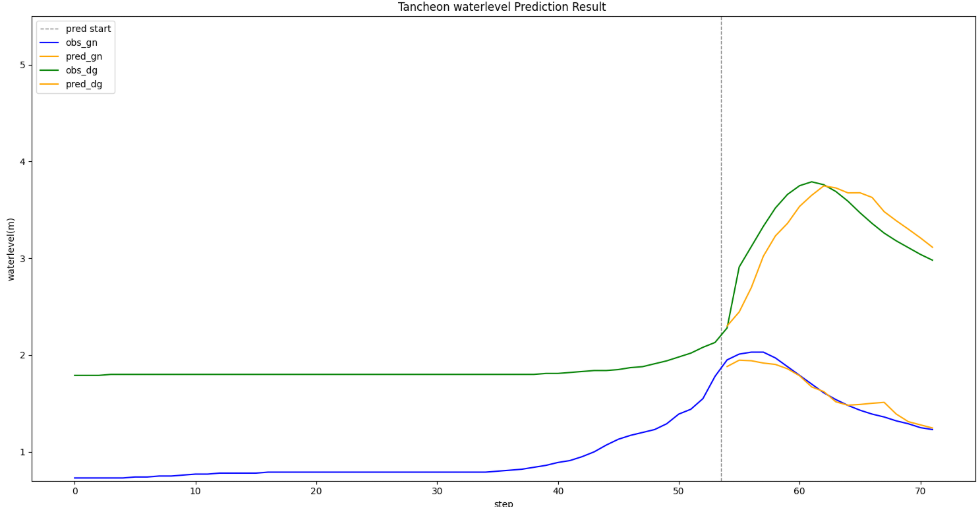 Tancheon waterlevel Prediction Result
pred start
obs_gn
pred_gn
obs_dg
pred_dg
5
4
3
2
1
waterlevel(m)
0 10 20 30 40 50 60 70
step